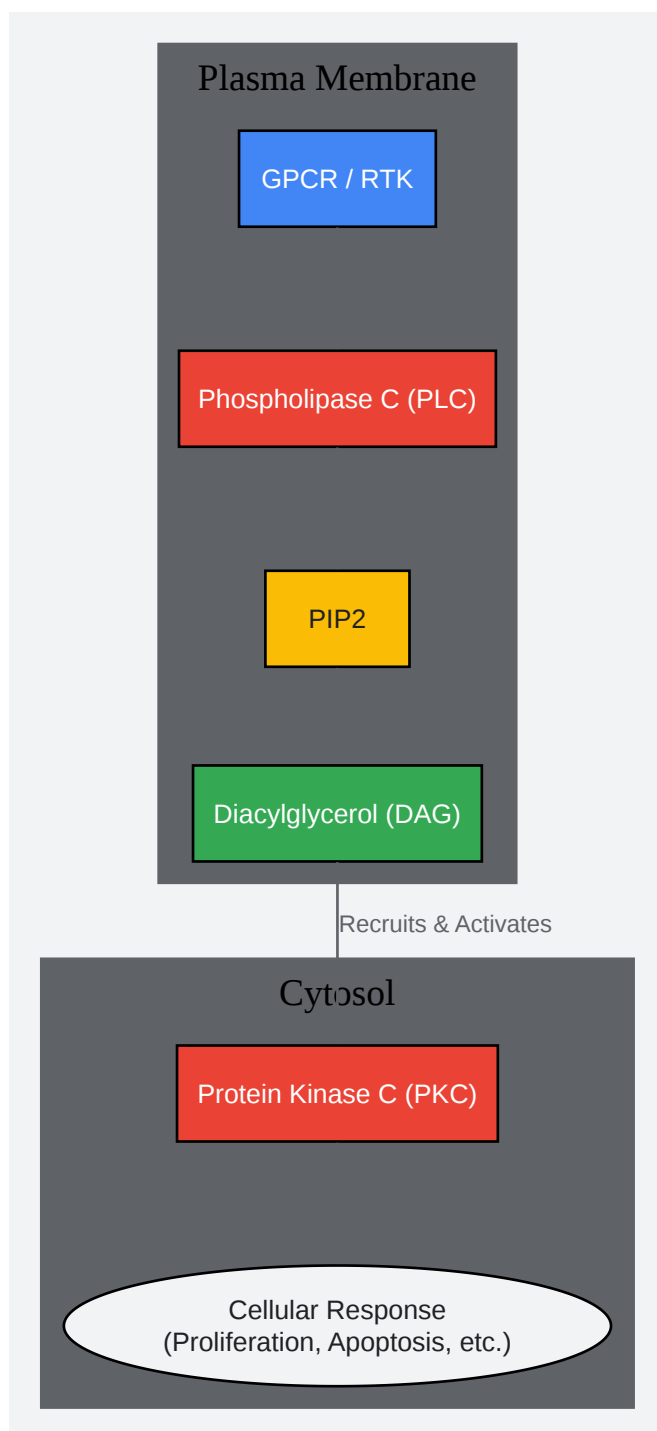 Plasma Membrane
GPCR / RTK
Phospholipase C (PLC)
PIP2
Diacylglycerol (DAG)
Recruits & Activates
Cytosol
Protein Kinase C (PKC)
Cellular Response
(Proliferation, Apoptosis, etc.)